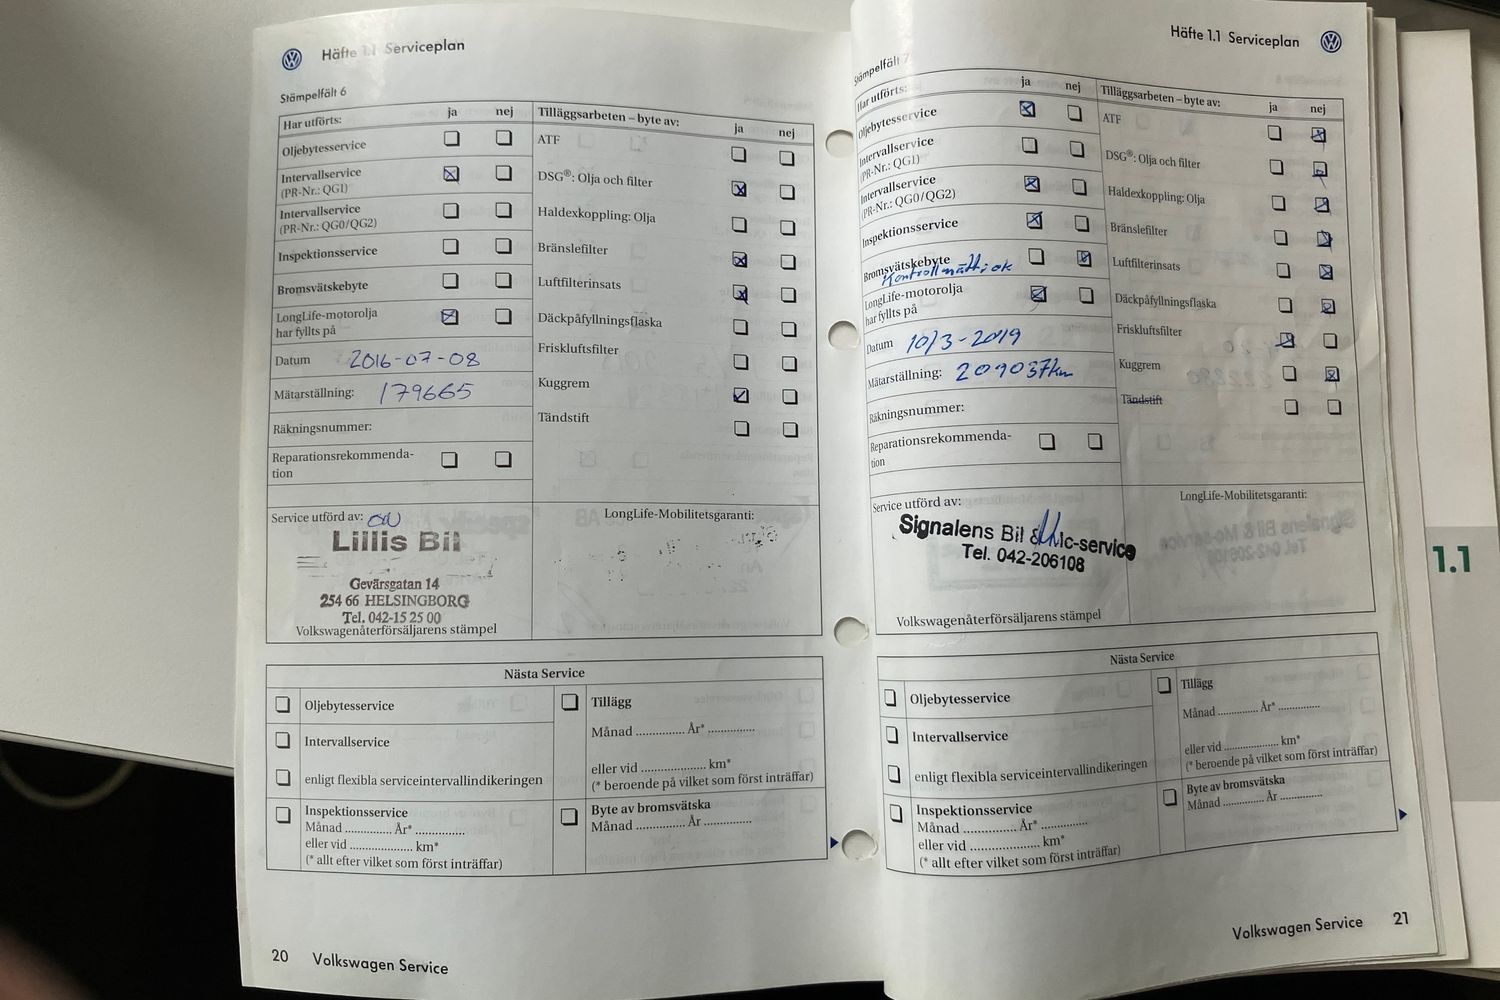 Häfte 1.1 Serviceplan
Stämpelfält 6
Har utförts: ja nej
Oljebytesservice
Intervallservice
(PR-Nr.: QG1)
Intervallservice
(PR-Nr.: QG0/QG2)
Inspektionsservice
Bromsvätskebyte
LongLife-motorolja
har fyllts på
Datum 2016-07-08
Mätarställning: 179665
Räkningsnummer:
Reparationsrekommenda-
tion
Tilläggsarbeten – byte av: ja nej
ATF
DSG®: Olja och filter
Haldexkoppling: Olja
Bränslefilter
Luftfilterinsats
Däckpåfyllningsflaska
Friskluftsfilter
Kuggrem
Tändstift
Service utförd av:
Lillis Bil
Gevärsgatan 14
254 66 HELSINGBORG
Tel. 042-15 25 00
Volkswagenåterförsäljarens stämpel
LongLife-Mobilitetsgaranti:
Nästa Service
Oljebytesservice
Intervallservice
enligt flexibla serviceintervallindikeringen
Inspektionsservice
Månad .............. År* ...............
eller vid ................... km*
(* allt efter vilket som först inträffar)
Tillägg
Månad .............. År* ..............
eller vid .................... km*
(* beroende på vilket som först inträffar)
Byte av bromsvätska
Månad .............. År ..............
20 Volkswagen Service
Häfte 1.1 Serviceplan
Stämpelfält 7
Har utförts: ja nej
Oljebytesservice
Intervallservice
(PR-Nr.: QG1)
Intervallservice
(PR-Nr.: QG0/QG2)
Inspektionsservice
Bromsvätskebyte
Kontrollmätt: ok
LongLife-motorolja
har fyllts på
Datum 10/3-2019
Mätarställning: 209037km
Räkningsnummer:
Reparationsrekommenda-
tion
Tilläggsarbeten – byte av: ja nej
ATF
DSG®: Olja och filter
Haldexkoppling: Olja
Bränslefilter
Luftfilterinsats
Däckpåfyllningsflaska
Friskluftsfilter
Kuggrem
Tändstift
Service utförd av:
Signalens Bil & Mc-service
Tel. 042-206108
Volkswagenåterförsäljarens stämpel
LongLife-Mobilitetsgaranti:
Nästa Service
Oljebytesservice
Intervallservice
enligt flexibla serviceintervallindikeringen
Inspektionsservice
Månad .............. År* ...............
eller vid .................... km*
(* allt efter vilket som först inträffar)
Tillägg
Månad .............. År* ..............
eller vid .................... km*
(* beroende på vilket som först inträffar)
Byte av bromsvätska
Månad .............. År ..............
Volkswagen Service 21
1.1